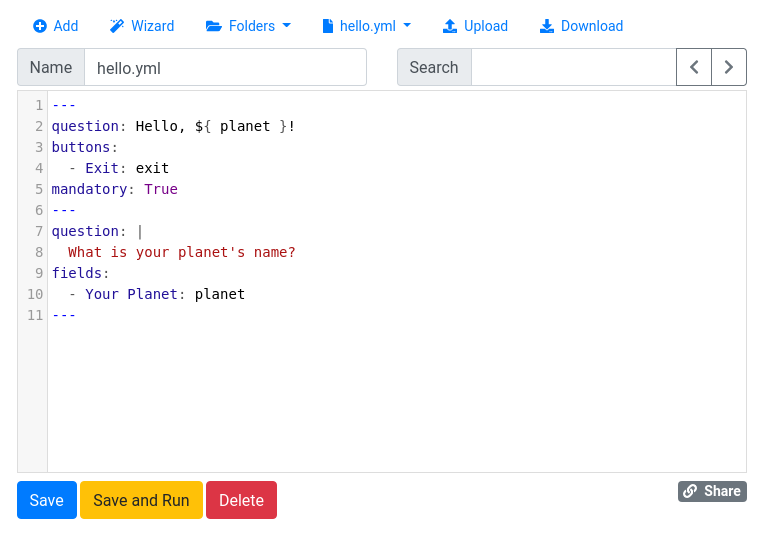 Add Wizard Folders hello.yml Upload Download
Name hello.yml Search
1 ---
2 question: Hello, ${ planet }!
3 buttons:
4   - Exit: exit
5 mandatory: True
6 ---
7 question: |
8   What is your planet's name?
9 fields:
10   - Your Planet: planet
11 ---
Save Save and Run Delete Share